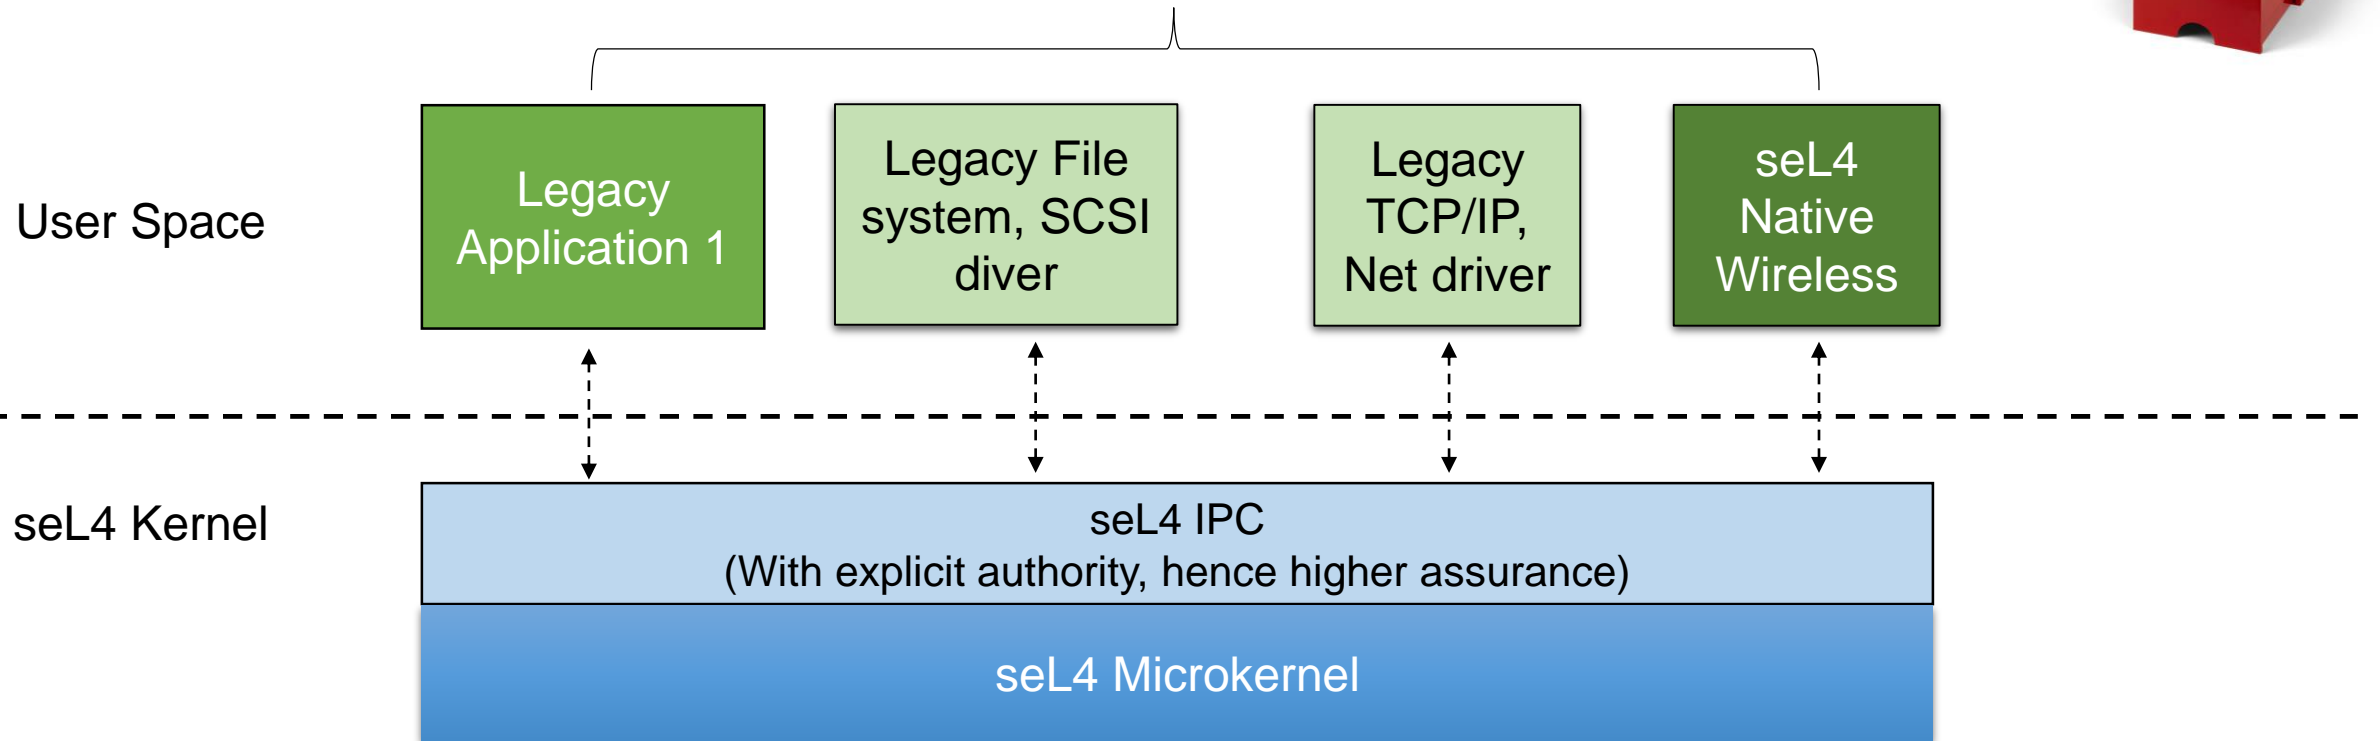 User Space
Legacy
Application 1
Legacy File
system, SCSI
diver
Legacy
TCP/IP,
Net driver
seL4
Native
Wireless
seL4 Kernel
seL4 IPC
(With explicit authority, hence higher assurance)
seL4 Microkernel